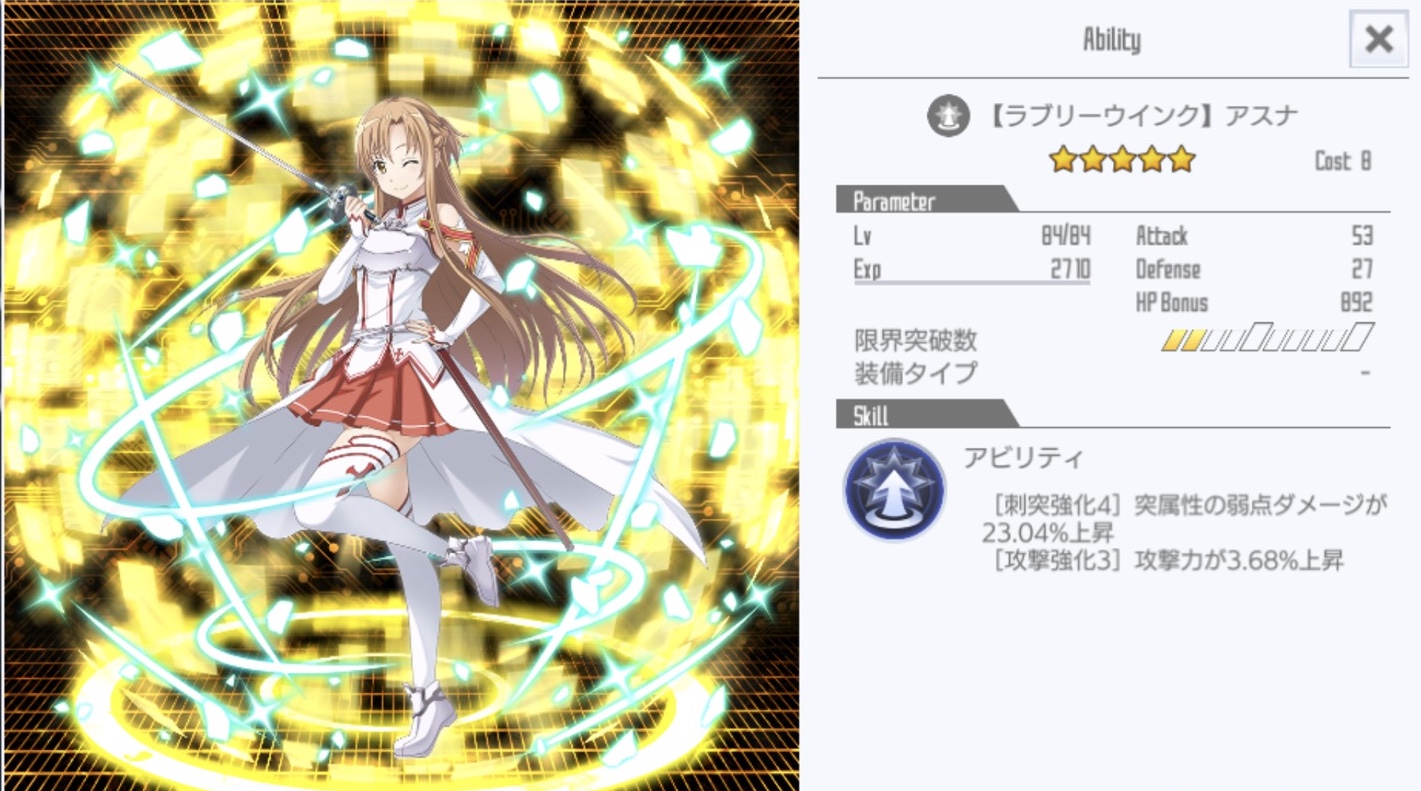 Ability
【ラブリーウインク】アスナ
Cost 8
Parameter
Lv 84/84 Attack 53
Exp 2710 Defense 27
HP Bonus 892
限界突破数
装備タイプ -
Skill
アビリティ
［刺突強化4］突属性の弱点ダメージが
23.04%上昇
［攻撃強化3］攻撃力が3.68%上昇